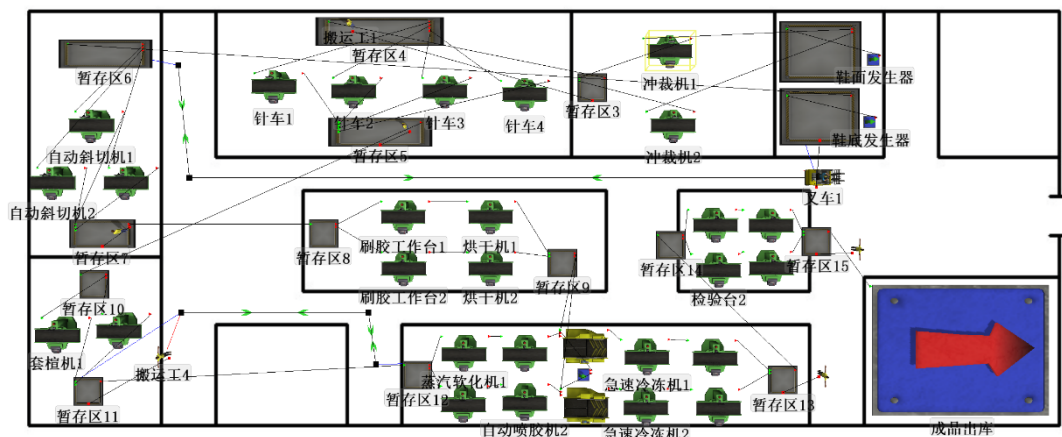 搬运工1
暂存区4
暂存区6
冲裁机1
鞋面发生器
针车1
针车2
针车3
针车4
暂存区3
鞋底发生器
自动斜切机1
暂存区5
冲裁机2
自动斜切机2
叉车1
暂存区7
暂存区8
刷胶工作台1
烘干机1
暂存区14
暂存区15
暂存区9
刷胶工作台2
烘干机2
检验台2
暂存区10
套楦机1
搬运工4
蒸汽软化机1
急速冷冻机1
暂存区11
暂存区12
暂存区13
自动喷胶机2
急速冷冻机2
成品出库